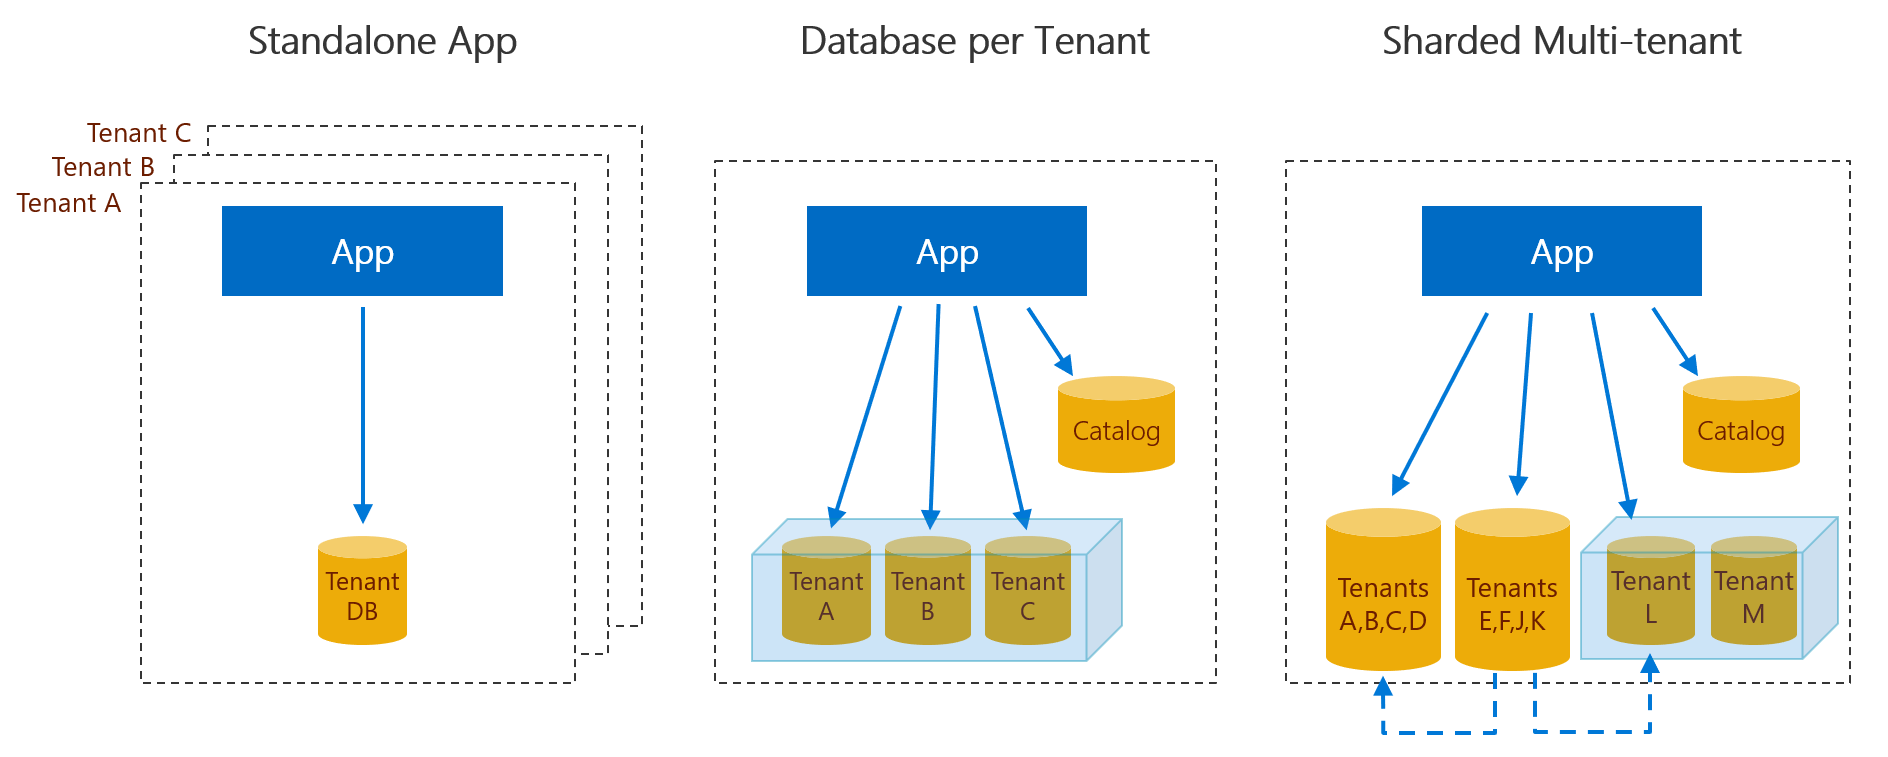 Standalone App
Tenant C
Tenant B
Tenant A
App
Tenant
DB
Database per Tenant
App
Catalog
Tenant
A
Tenant
B
Tenant
C
Sharded Multi-tenant
App
Catalog
Tenants
A,B,C,D
Tenants
E,F,J,K
Tenant
L
Tenant
M